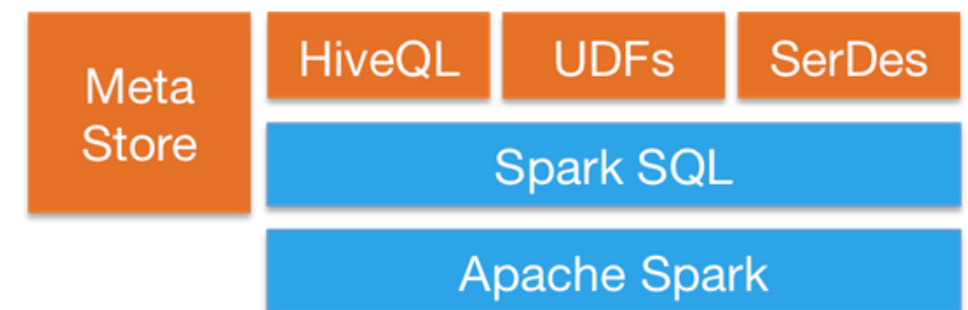 Meta
Store
HiveQL
UDFs
SerDes
Spark SQL
Apache Spark